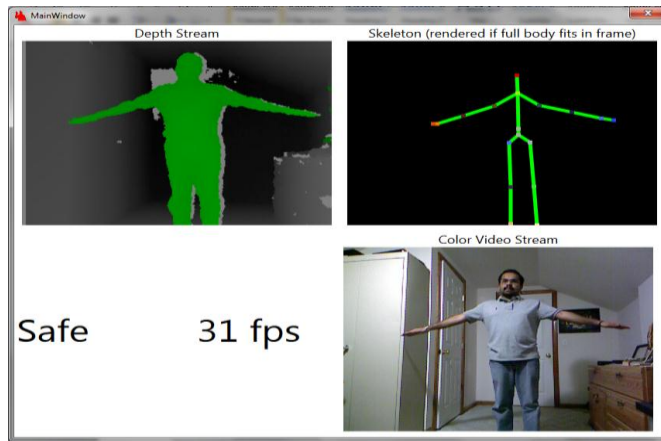 MainWindow
Depth Stream
Skeleton (rendered if full body fits in frame)
Color Video Stream
Safe
31 fps